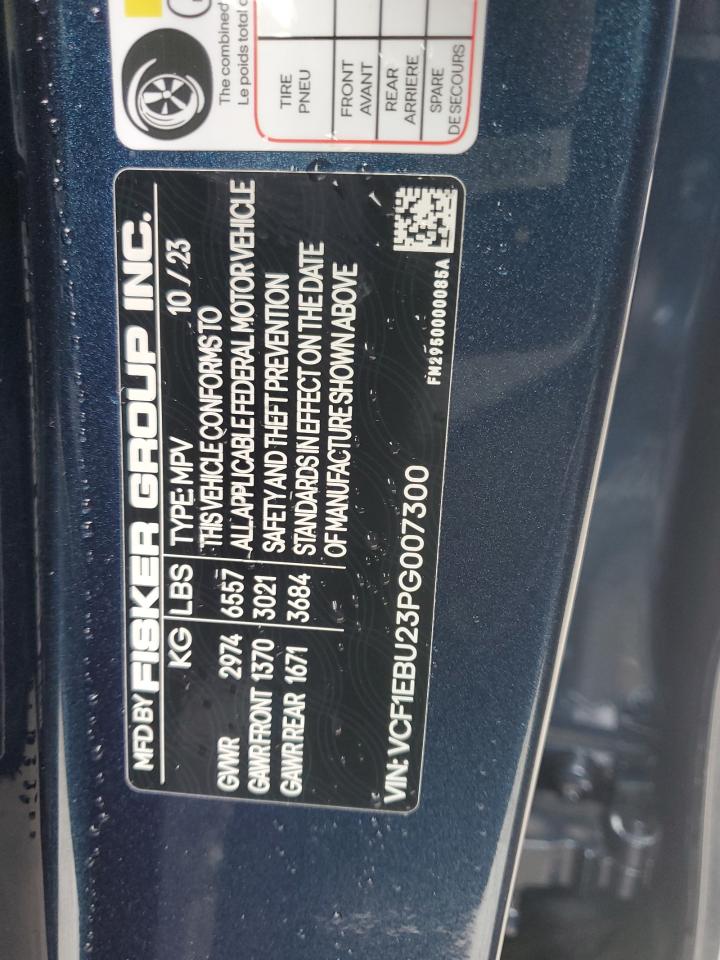 The combined
Le poids total
TIRE
PNEU
FRONT
AVANT
REAR
ARRIERE
SPARE
DE SECOURS
MFD BY FISKER GROUP INC.
KG LBS TYPE: MPV 10 / 23
GVWR 2974 6557
GAWR FRONT 1370 3021
GAWR REAR 1671 3684
THIS VEHICLE CONFORMS TO
ALL APPLICABLE FEDERAL MOTOR VEHICLE
SAFETY AND THEFT PREVENTION
STANDARDS IN EFFECT ON THE DATE
OF MANUFACTURE SHOWN ABOVE
VIN: VCF1EBU23PG007300
FM2950000085A